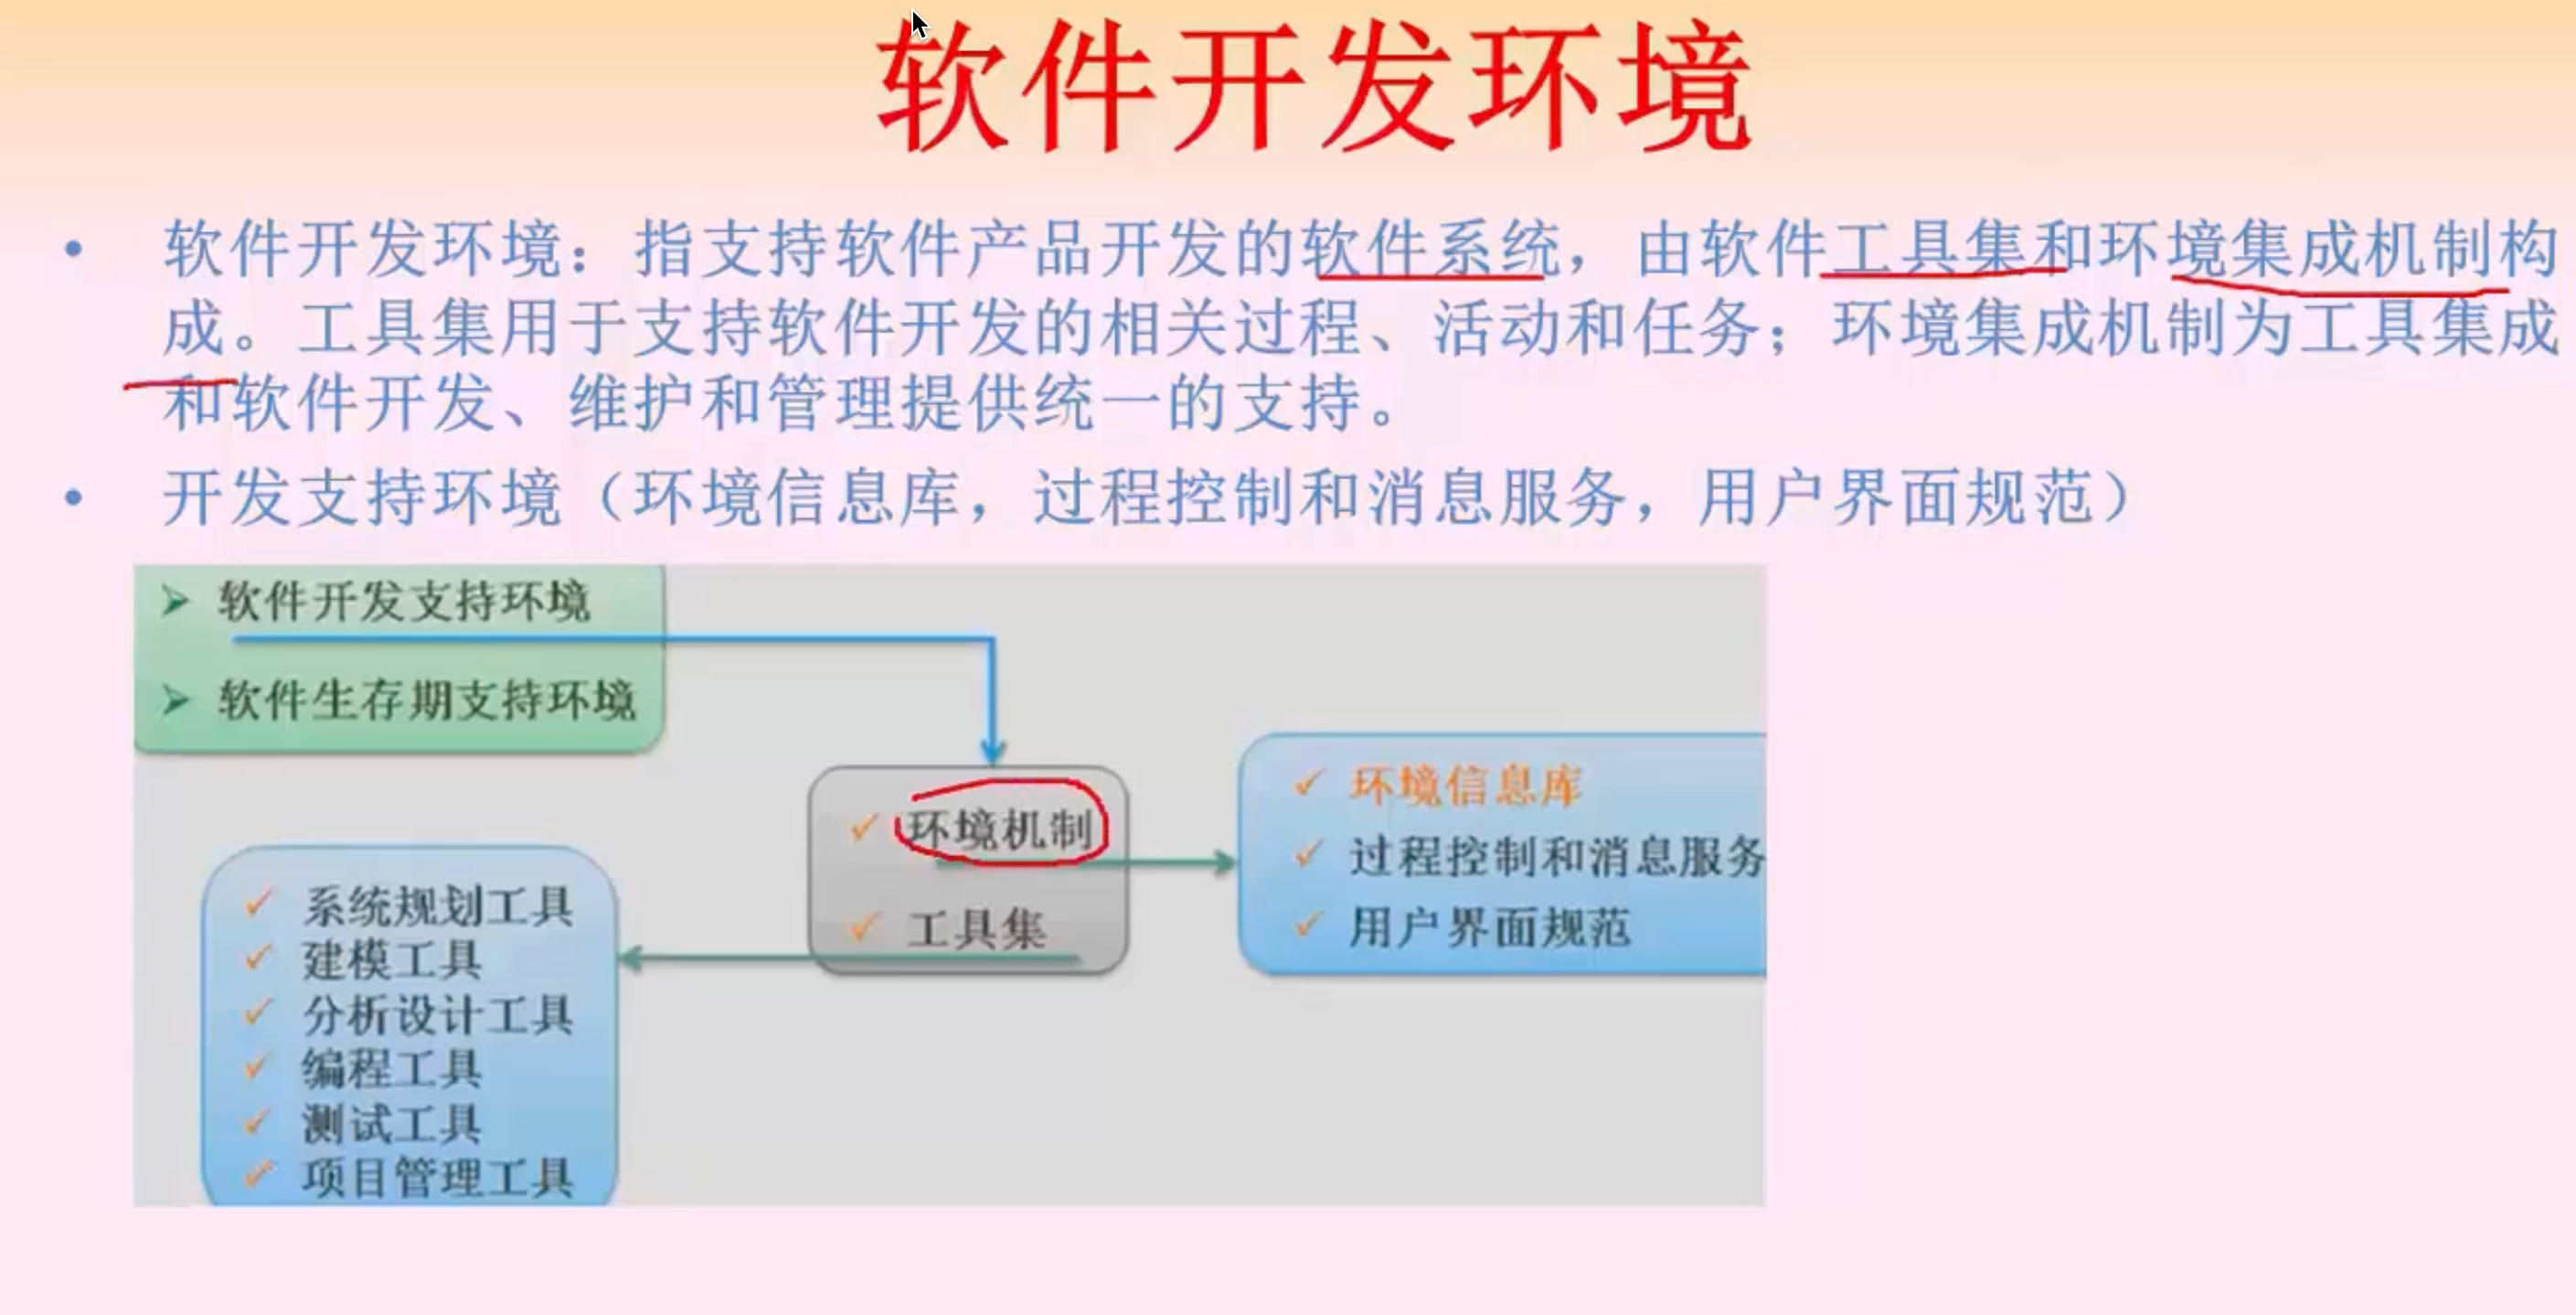 软件开发环境
• 软件开发环境：指支持软件产品开发的软件系统，由软件工具集和环境集成机制构
成。工具集用于支持软件开发的相关过程、活动和任务；环境集成机制为工具集成
和软件开发、维护和管理提供统一的支持。
• 开发支持环境（环境信息库，过程控制和消息服务，用户界面规范）
➢ 软件开发支持环境
➢ 软件生存期支持环境
✓ 环境机制
✓ 工具集
✓ 环境信息库
✓ 过程控制和消息服务
✓ 用户界面规范
✓ 系统规划工具
✓ 建模工具
✓ 分析设计工具
✓ 编程工具
✓ 测试工具
✓ 项目管理工具